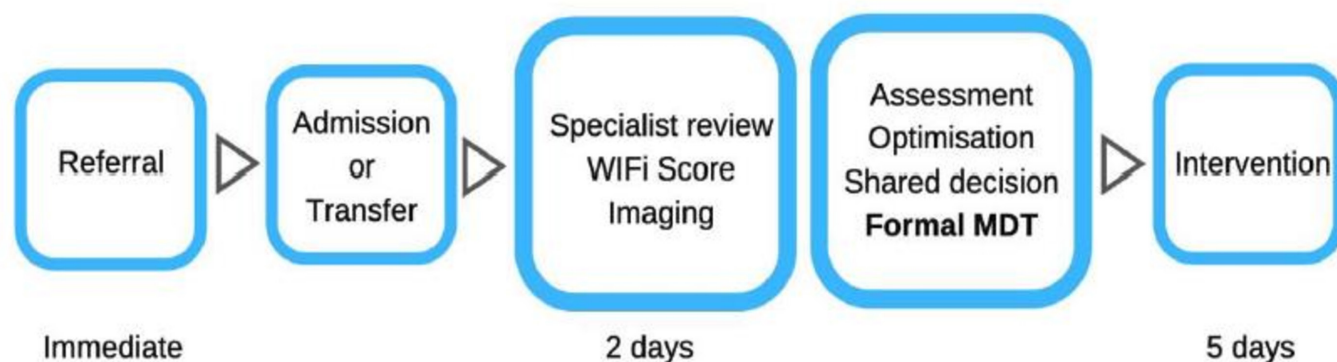 Referral
Admission
or
Transfer
Specialist review
WIFi Score
Imaging
Assessment
Optimisation
Shared decision
Formal MDT
Intervention
Immediate
2 days
5 days